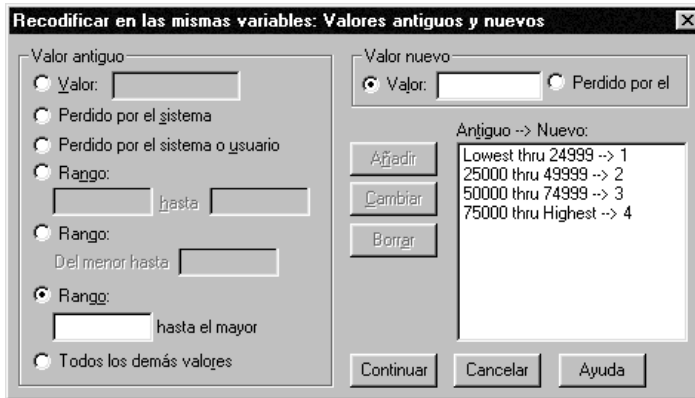 Recodificar en las mismas variables: Valores antiguos y nuevos
Valor antiguo
Valor:
Perdido por el sistema
Perdido por el sistema o usuario
Rango:
hasta
Rango:
Del menor hasta
Rango:
hasta el mayor
Todos los demás valores
Valor nuevo
Valor:
Perdido por el
Añadir
Cambiar
Borrar
Antiguo --> Nuevo:
Lowest thru 24999 --> 1
25000 thru 49999 --> 2
50000 thru 74999 --> 3
75000 thru Highest --> 4
Continuar
Cancelar
Ayuda